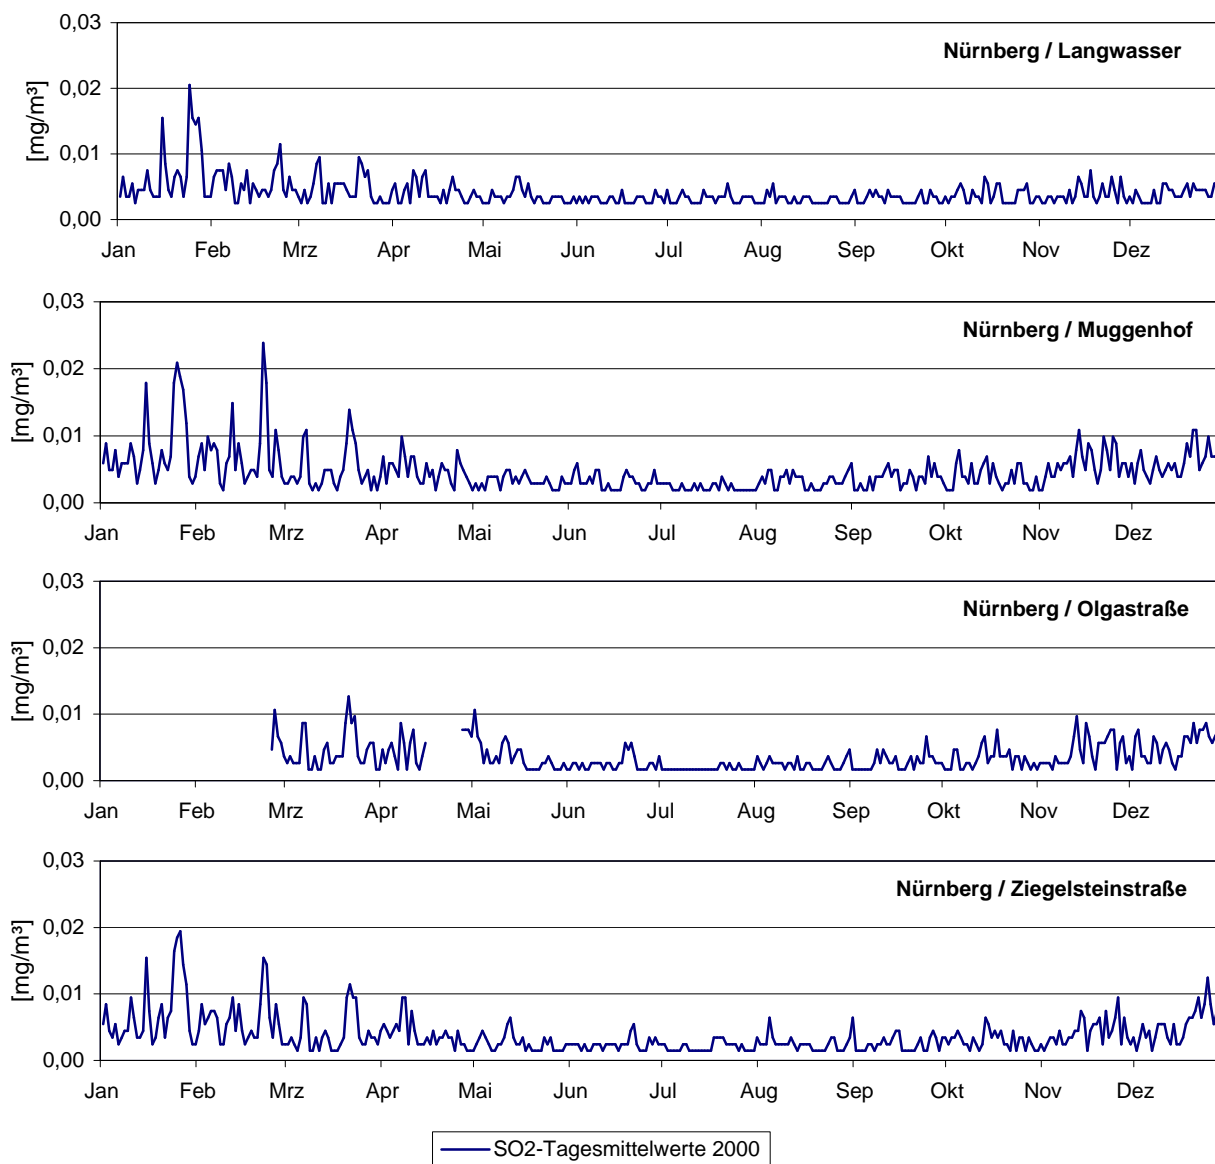 0,03
Nürnberg / Langwasser
0,02
[mg/m³]
0,01
0,00
Jan Feb Mrz Apr Mai Jun Jul Aug Sep Okt Nov Dez
0,03
Nürnberg / Muggenhof
0,02
[mg/m³]
0,01
0,00
Jan Feb Mrz Apr Mai Jun Jul Aug Sep Okt Nov Dez
0,03
Nürnberg / Olgastraße
0,02
[mg/m³]
0,01
0,00
Jan Feb Mrz Apr Mai Jun Jul Aug Sep Okt Nov Dez
0,03
Nürnberg / Ziegelsteinstraße
0,02
[mg/m³]
0,01
0,00
Jan Feb Mrz Apr Mai Jun Jul Aug Sep Okt Nov Dez
SO2-Tagesmittelwerte 2000